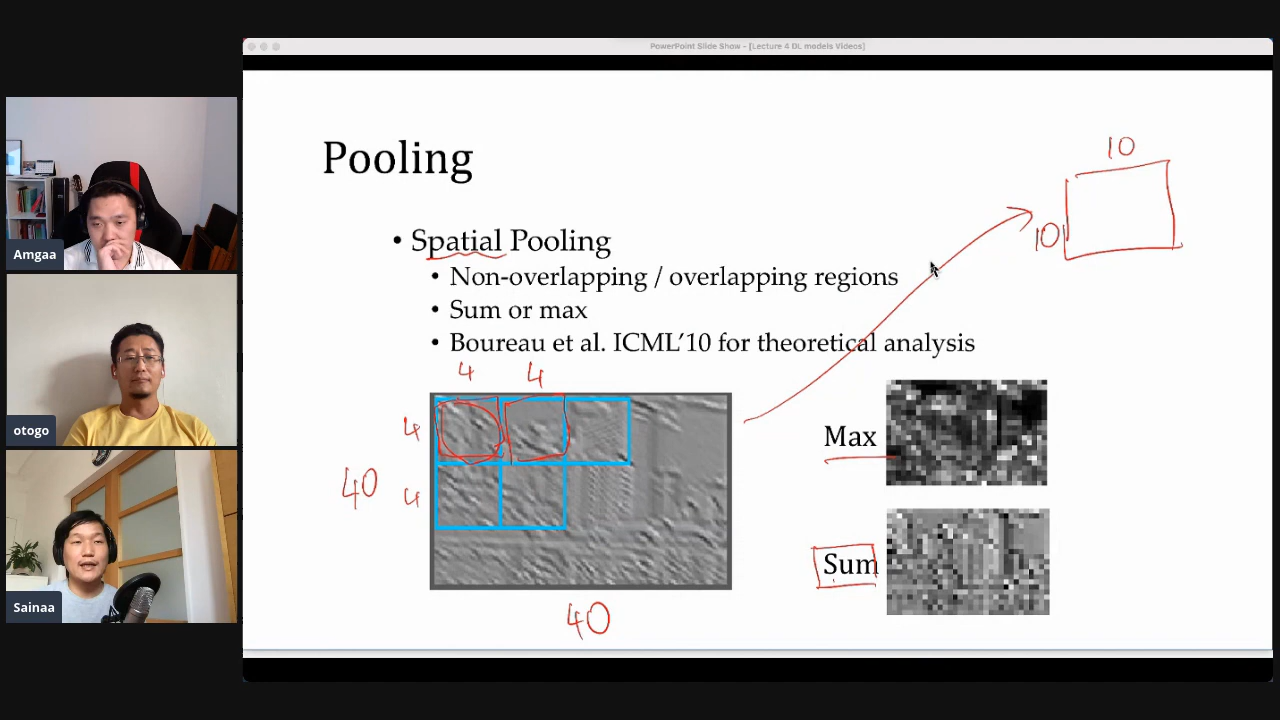 PowerPoint Slide Show - [Lecture 4 DL models Videos]
Pooling
10
10
• Spatial Pooling
• Non-overlapping / overlapping regions
• Sum or max
• Boureau et al. ICML’10 for theoretical analysis
4 4
4
4
40
40
Max
Sum
Amgaa
otogo
Sainaa